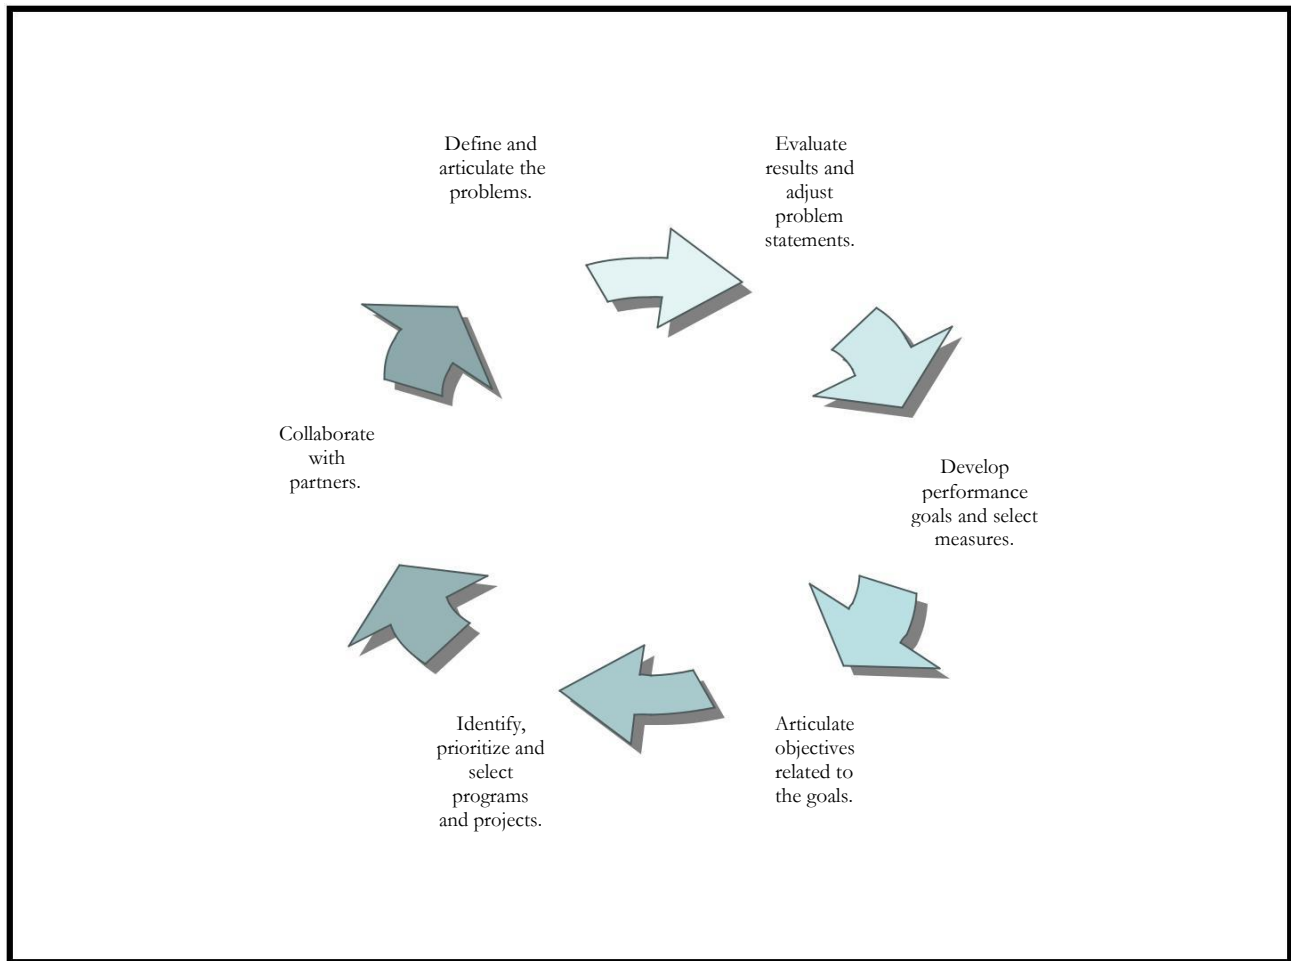 Define and
articulate the
problems.
Evaluate
results and
adjust
problem
statements.
Develop
performance
goals and select
measures.
Articulate
objectives
related to
the goals.
Identify,
prioritize and
select
programs
and projects.
Collaborate
with
partners.